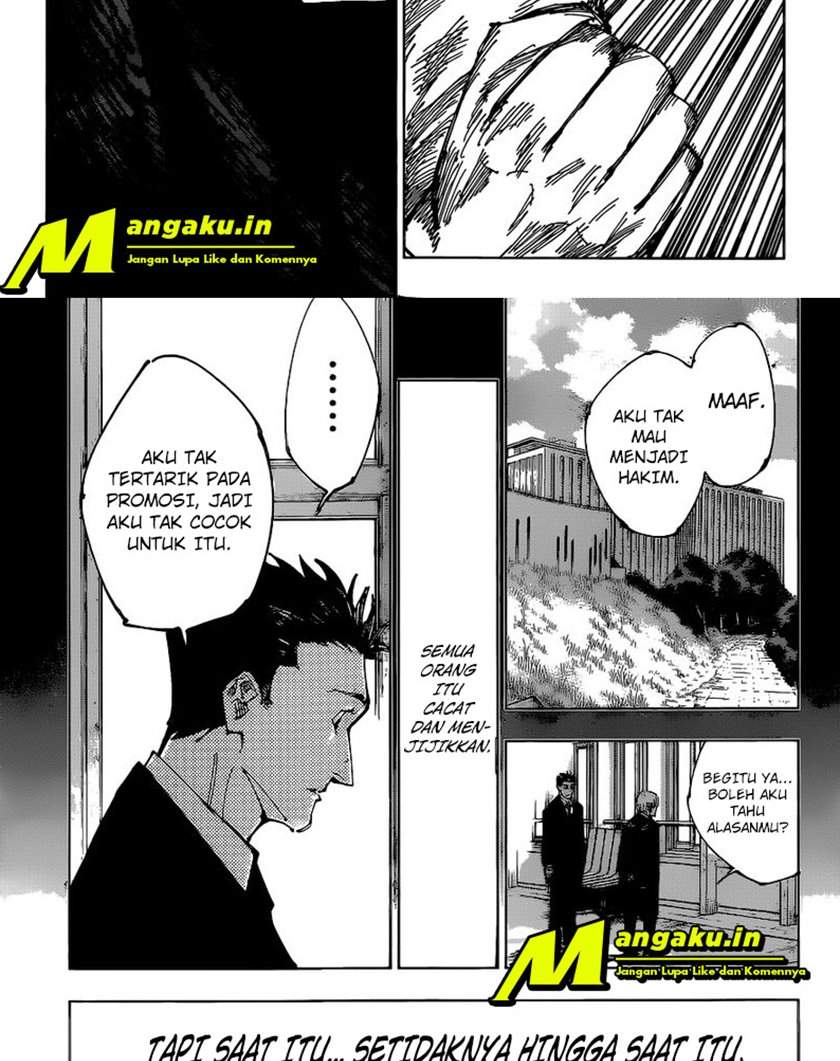 Mangaku.in
Jangan Lupa Like dan Komennya
MAAF.
AKU TAK
MAU
MENJADI
HAKIM.
BEGITU YA...
BOLEH AKU
TAHU
ALASANMU?
SEMUA
ORANG
ITU
CACAT
DAN MEN-
JIJIKKAN.
......
AKU TAK
TERTARIK PADA
PROMOSI, JADI
AKU TAK COCOK
UNTUK ITU.
Mangaku.in
Jangan Lupa Like dan Komennya
TAPI SAAT ITU... SETIDAKNYA HINGGA SAAT ITU,